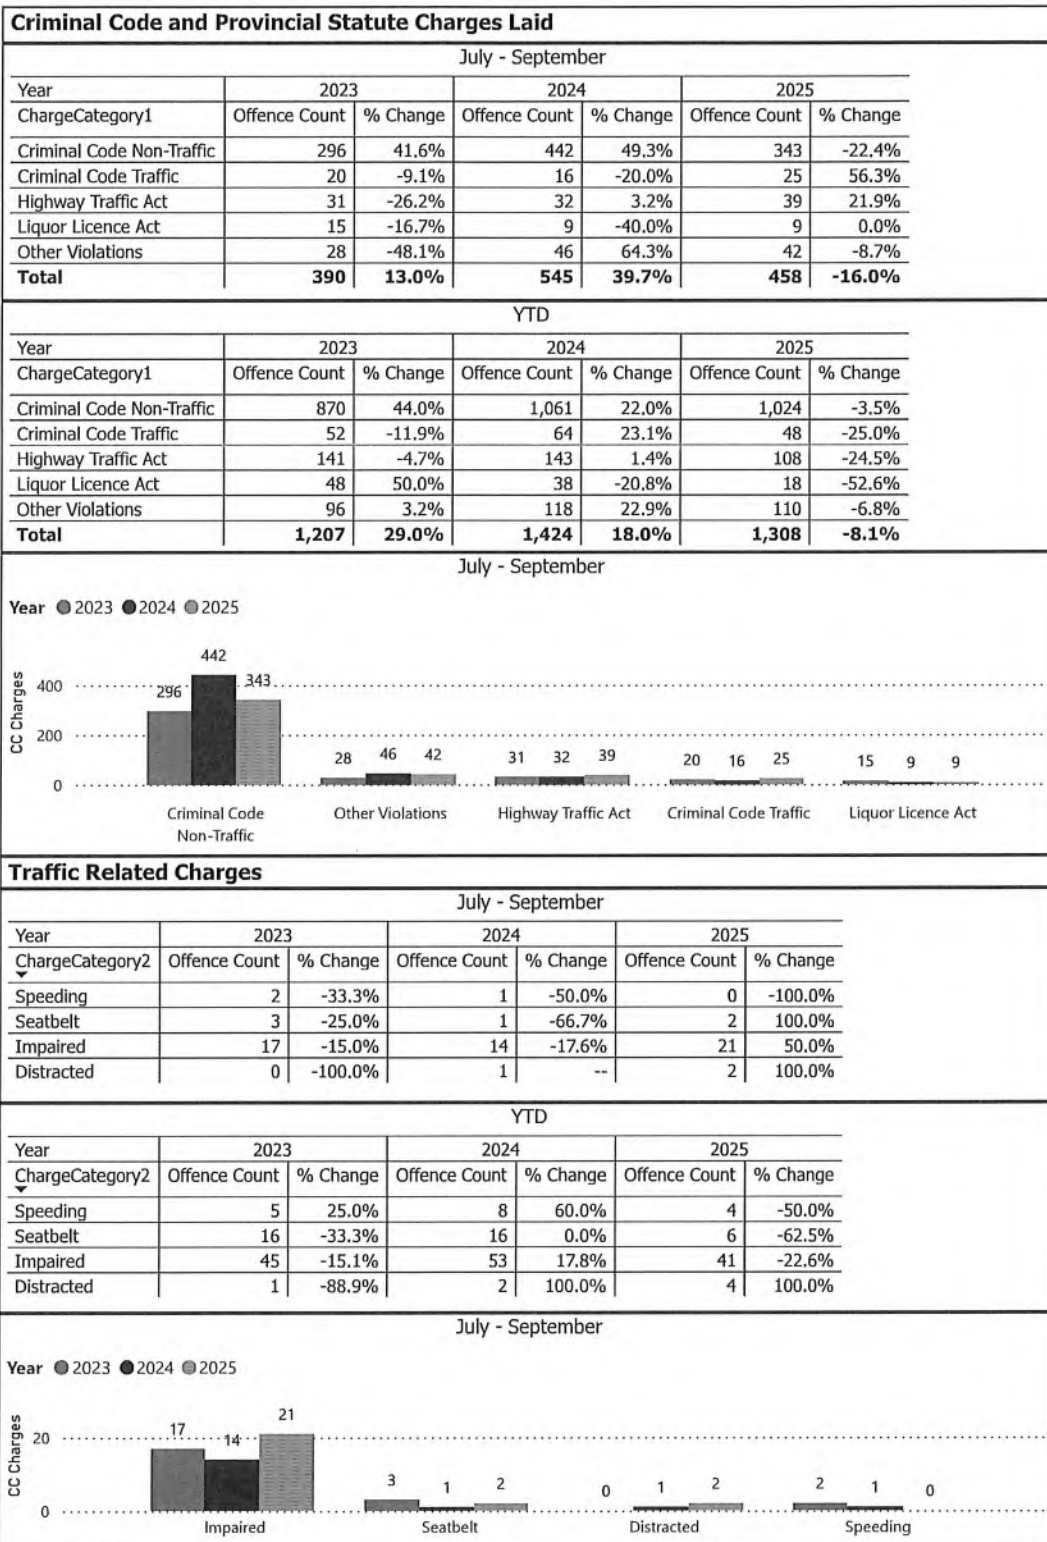 Criminal Code and Provincial Statute Charges Laid
July - September
Year 2023 2024 2025
ChargeCategory1 Offence Count % Change Offence Count % Change Offence Count % Change
Criminal Code Non-Traffic 296 41.6% 442 49.3% 343 -22.4%
Criminal Code Traffic 20 -9.1% 16 -20.0% 25 56.3%
Highway Traffic Act 31 -26.2% 32 3.2% 39 21.9%
Liquor Licence Act 15 -16.7% 9 -40.0% 9 0.0%
Other Violations 28 -48.1% 46 64.3% 42 -8.7%
Total 390 13.0% 545 39.7% 458 -16.0%
YTD
Year 2023 2024 2025
ChargeCategory1 Offence Count % Change Offence Count % Change Offence Count % Change
Criminal Code Non-Traffic 870 44.0% 1,061 22.0% 1,024 -3.5%
Criminal Code Traffic 52 -11.9% 64 23.1% 48 -25.0%
Highway Traffic Act 141 -4.7% 143 1.4% 108 -24.5%
Liquor Licence Act 48 50.0% 38 -20.8% 18 -52.6%
Other Violations 96 3.2% 118 22.9% 110 -6.8%
Total 1,207 29.0% 1,424 18.0% 1,308 -8.1%
July - September
Year 2023 2024 2025
CC Charges
442
400 296 343
200
28 46 42 31 32 39 20 16 25 15 9 9
0
Criminal Code Other Violations Highway Traffic Act Criminal Code Traffic Liquor Licence Act
Non-Traffic
Traffic Related Charges
July - September
Year 2023 2024 2025
ChargeCategory2 Offence Count % Change Offence Count % Change Offence Count % Change
Speeding 2 -33.3% 1 -50.0% 0 -100.0%
Seatbelt 3 -25.0% 1 -66.7% 2 100.0%
Impaired 17 -15.0% 14 -17.6% 21 50.0%
Distracted 0 -100.0% 1 -- 2 100.0%
YTD
Year 2023 2024 2025
ChargeCategory2 Offence Count % Change Offence Count % Change Offence Count % Change
Speeding 5 25.0% 8 60.0% 4 -50.0%
Seatbelt 16 -33.3% 16 0.0% 6 -62.5%
Impaired 45 -15.1% 53 17.8% 41 -22.6%
Distracted 1 -88.9% 2 100.0% 4 100.0%
July - September
Year 2023 2024 2025
CC Charges
17 21
20 14
3 1 2 0 1 2 2 1 0
0
Impaired Seatbelt Distracted Speeding